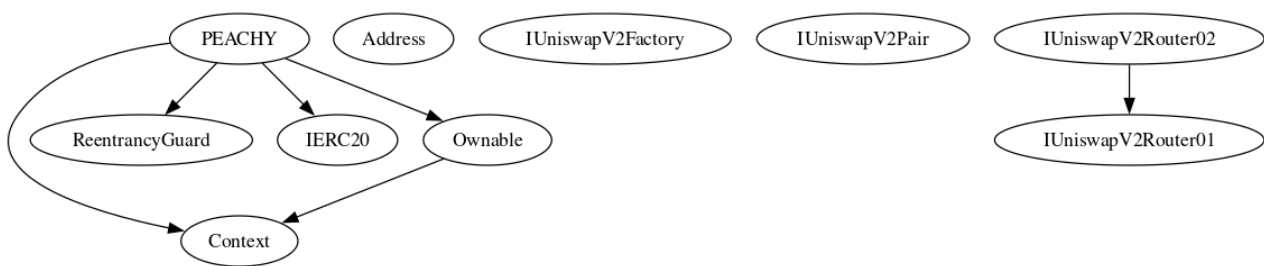 PEACHY
Address
IUniswapV2Factory
IUniswapV2Pair
IUniswapV2Router02
ReentrancyGuard
IERC20
Ownable
IUniswapV2Router01
Context